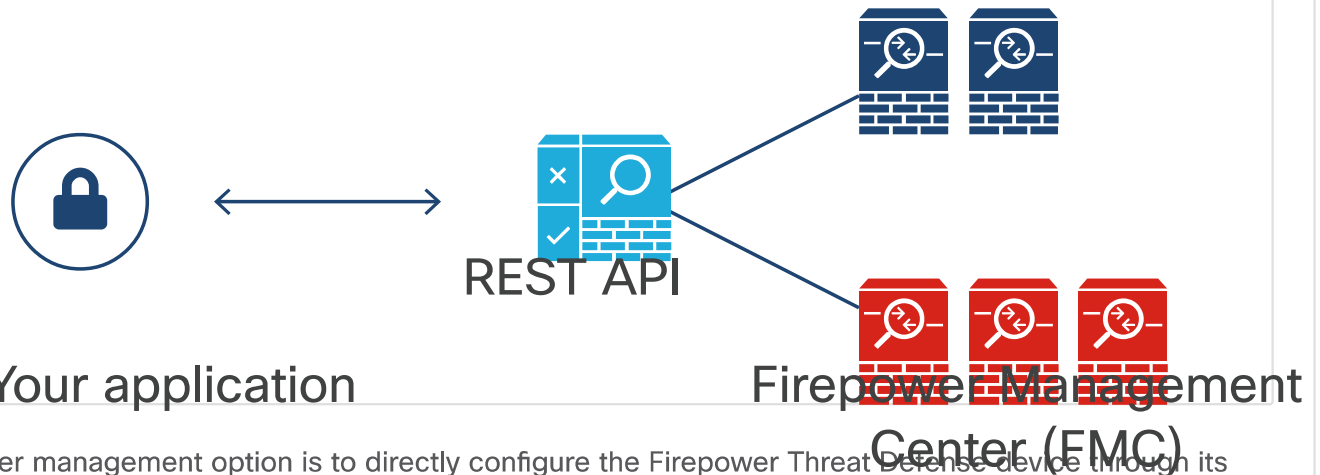 REST API
Your application
Firepower Management
Center (FMC)
er management option is to directly configure the Firepower Threat Defense device through its